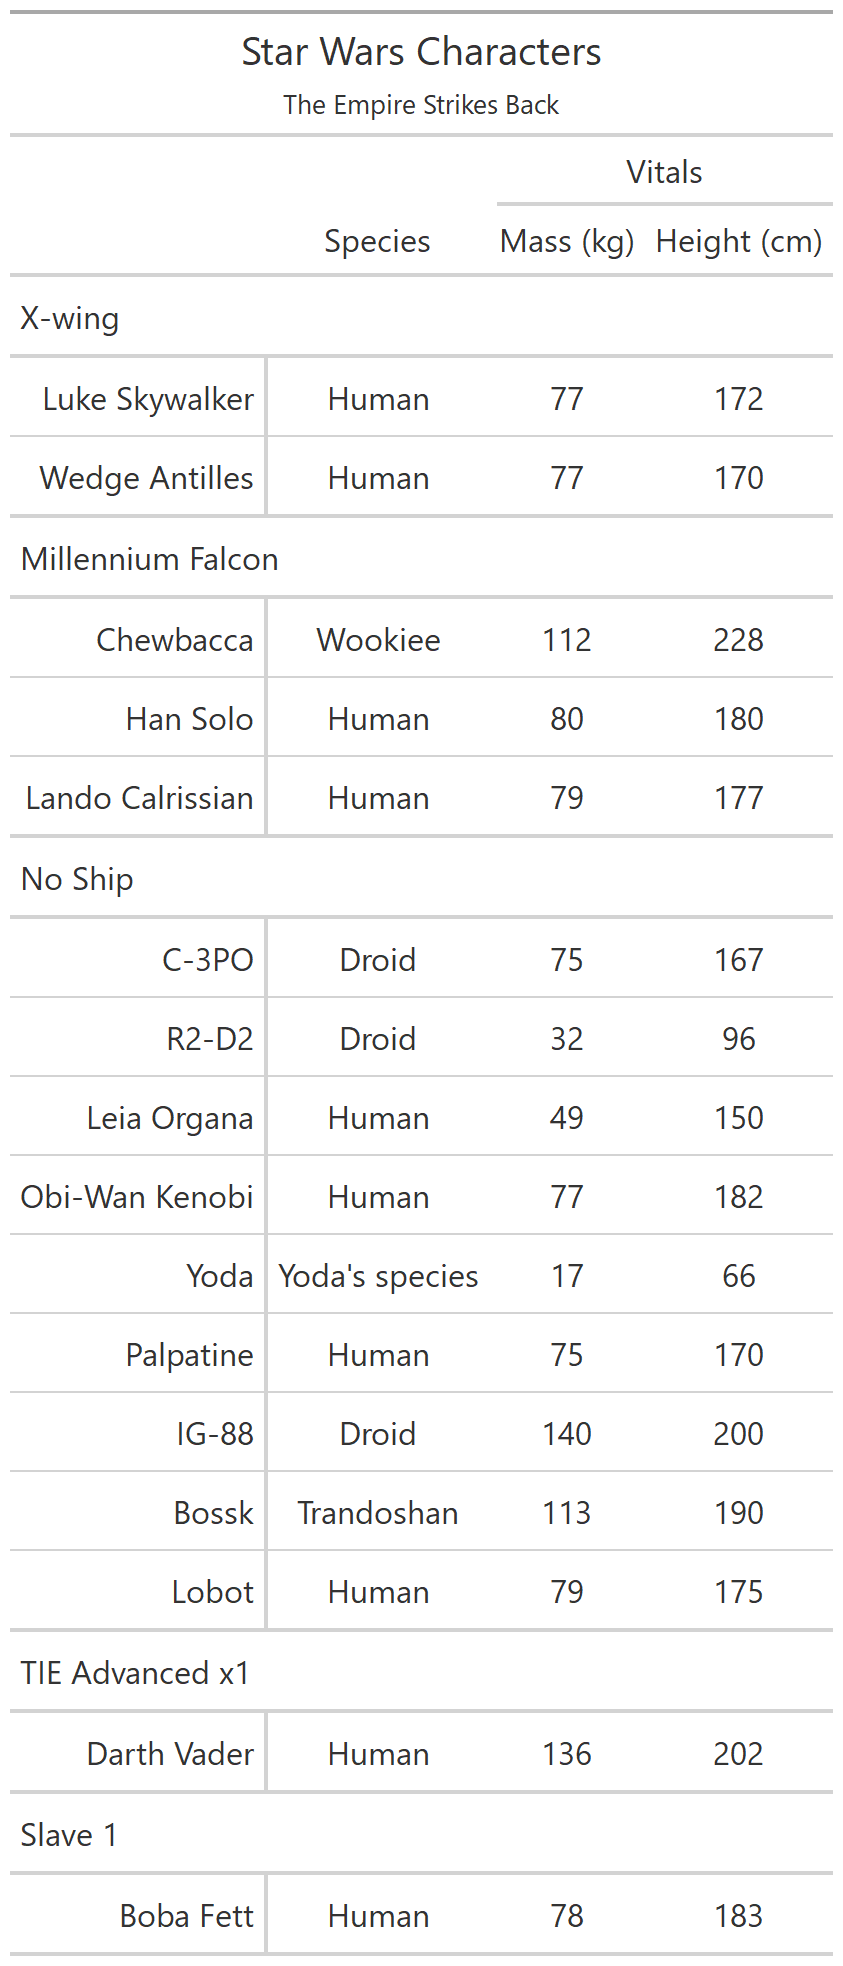 Star Wars Characters
The Empire Strikes Back
Vitals
Species Mass (kg) Height (cm)
X-wing
Luke Skywalker Human 77 172
Wedge Antilles Human 77 170
Millennium Falcon
Chewbacca Wookiee 112 228
Han Solo Human 80 180
Lando Calrissian Human 79 177
No Ship
C-3PO Droid 75 167
R2-D2 Droid 32 96
Leia Organa Human 49 150
Obi-Wan Kenobi Human 77 182
Yoda Yoda's species 17 66
Palpatine Human 75 170
IG-88 Droid 140 200
Bossk Trandoshan 113 190
Lobot Human 79 175
TIE Advanced x1
Darth Vader Human 136 202
Slave 1
Boba Fett Human 78 183